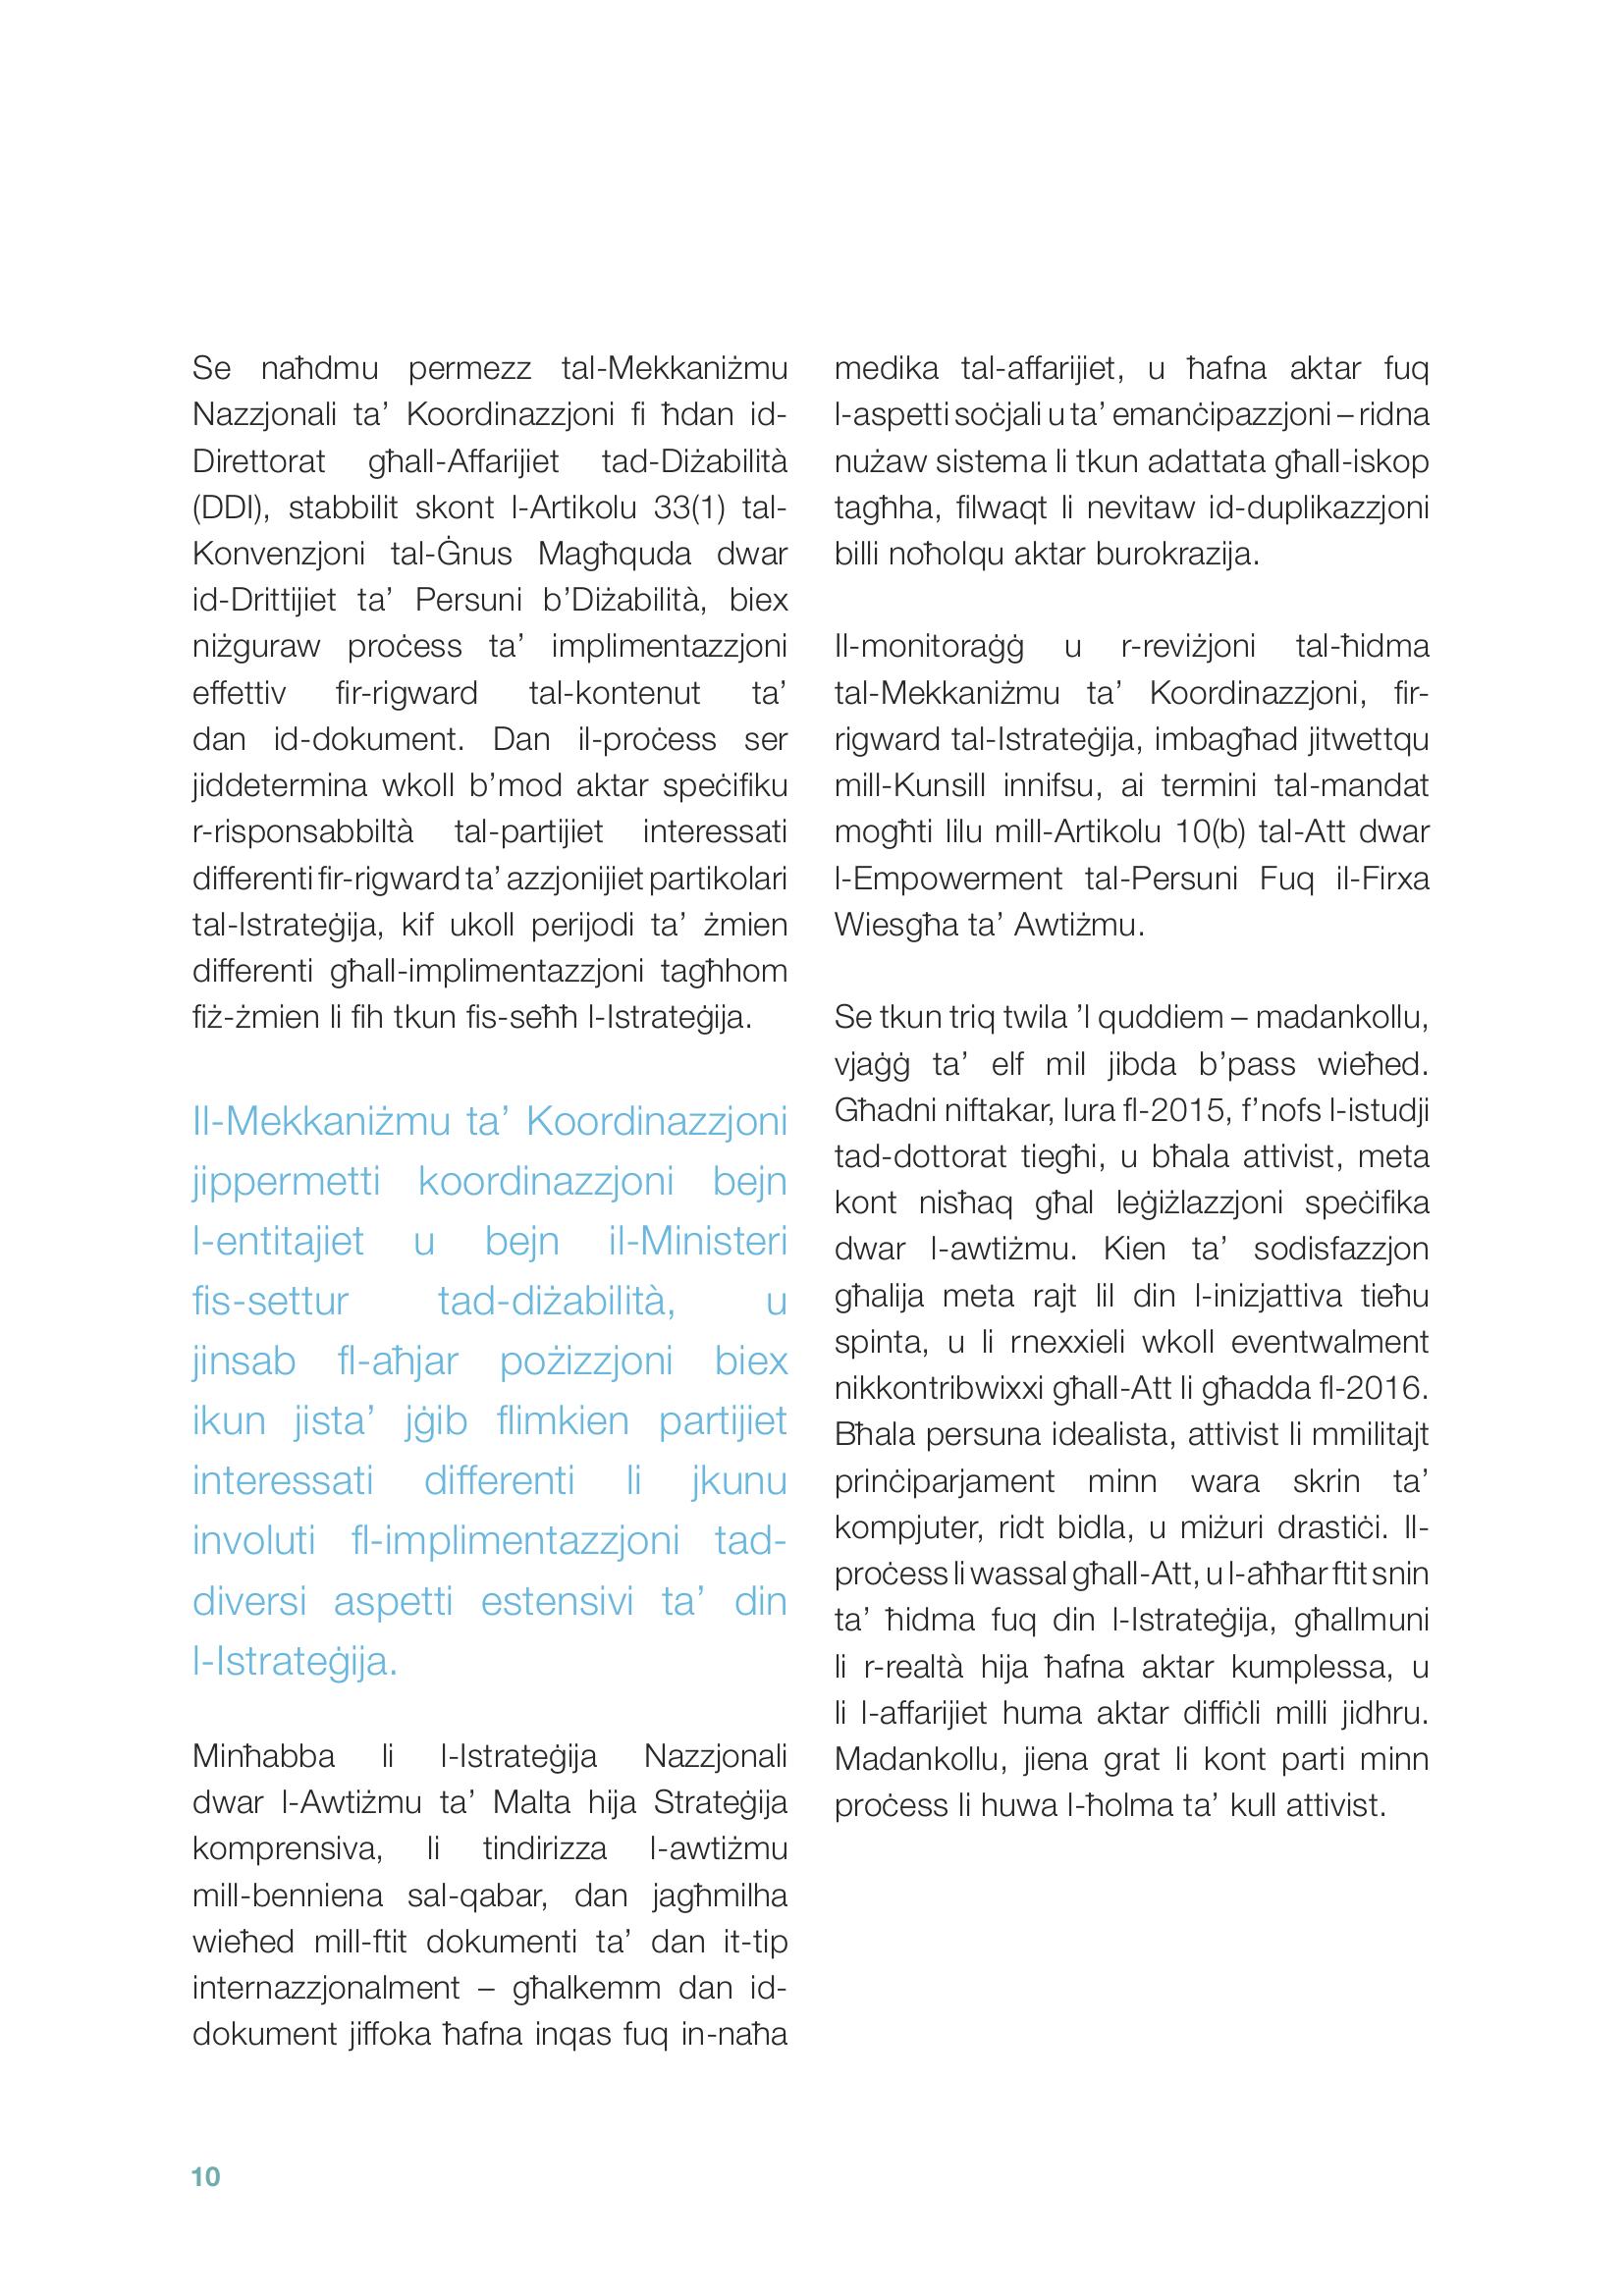 Se naħdmu permezz tal-Mekkaniżmu
Nazzjonali ta’ Koordinazzjoni fi ħdan id-
Direttorat għall-Affarijiet tad-Diżabilità
(DDI), stabbilit skont l-Artikolu 33(1) tal-
Konvenzjoni tal-Ġnus Magħquda dwar
id-Drittijiet ta’ Persuni b’Diżabilità, biex
niżguraw proċess ta’ implimentazzjoni
effettiv fir-rigward tal-kontenut ta’
dan id-dokument. Dan il-proċess ser
jiddetermina wkoll b’mod aktar speċifiku
r-risponsabbiltà tal-partijiet interessati
differenti fir-rigward ta’ azzjonijiet partikolari
tal-Istrateġija, kif ukoll perijodi ta’ żmien
differenti għall-implimentazzjoni tagħhom
fiż-żmien li fih tkun fis-seħħ l-Istrateġija.
Il-Mekkaniżmu ta’ Koordinazzjoni
jippermetti koordinazzjoni bejn
l-entitajiet u bejn il-Ministeri
fis-settur tad-diżabilità, u
jinsab fl-aħjar pożizzjoni biex
ikun jista’ jġib flimkien partijiet
interessati differenti li jkunu
involuti fl-implimentazzjoni tad-
diversi aspetti estensivi ta’ din
l-Istrateġija.
Minħabba li l-Istrateġija Nazzjonali
dwar l-Awtiżmu ta’ Malta hija Strateġija
komprensiva, li tindirizza l-awtiżmu
mill-benniena sal-qabar, dan jagħmilha
wieħed mill-ftit dokumenti ta’ dan it-tip
internazzjonalment – għalkemm dan id-
dokument jiffoka ħafna inqas fuq in-naħa
medika tal-affarijiet, u ħafna aktar fuq
l-aspetti soċjali u ta’ emanċipazzjoni – ridna
nużaw sistema li tkun adattata għall-iskop
tagħha, filwaqt li nevitaw id-duplikazzjoni
billi noħolqu aktar burokrazija.
Il-monitoraġġ u r-reviżjoni tal-ħidma
tal-Mekkaniżmu ta’ Koordinazzjoni, fir-
rigward tal-Istrateġija, imbagħad jitwettqu
mill-Kunsill innifsu, ai termini tal-mandat
mogħti lilu mill-Artikolu 10(b) tal-Att dwar
l-Empowerment tal-Persuni Fuq il-Firxa
Wiesgħa ta’ Awtiżmu.
Se tkun triq twila ’l quddiem – madankollu,
vjaġġ ta’ elf mil jibda b’pass wieħed.
Għadni niftakar, lura fl-2015, f’nofs l-istudji
tad-dottorat tiegħi, u bħala attivist, meta
kont nisħaq għal leġiżlazzjoni speċifika
dwar l-awtiżmu. Kien ta’ sodisfazzjon
għalija meta rajt lil din l-inizjattiva tieħu
spinta, u li rnexxieli wkoll eventwalment
nikkontribwixxi għall-Att li għadda fl-2016.
Bħala persuna idealista, attivist li mmilitajt
prinċiparjament minn wara skrin ta’
kompjuter, ridt bidla, u miżuri drastiċi. Il-
proċess li wassal għall-Att, u l-aħħar ftit snin
ta’ ħidma fuq din l-Istrateġija, għallmuni
li r-realtà hija ħafna aktar kumplessa, u
li l-affarijiet huma aktar diffiċli milli jidhru.
Madankollu, jiena grat li kont parti minn
proċess li huwa l-ħolma ta’ kull attivist.
10